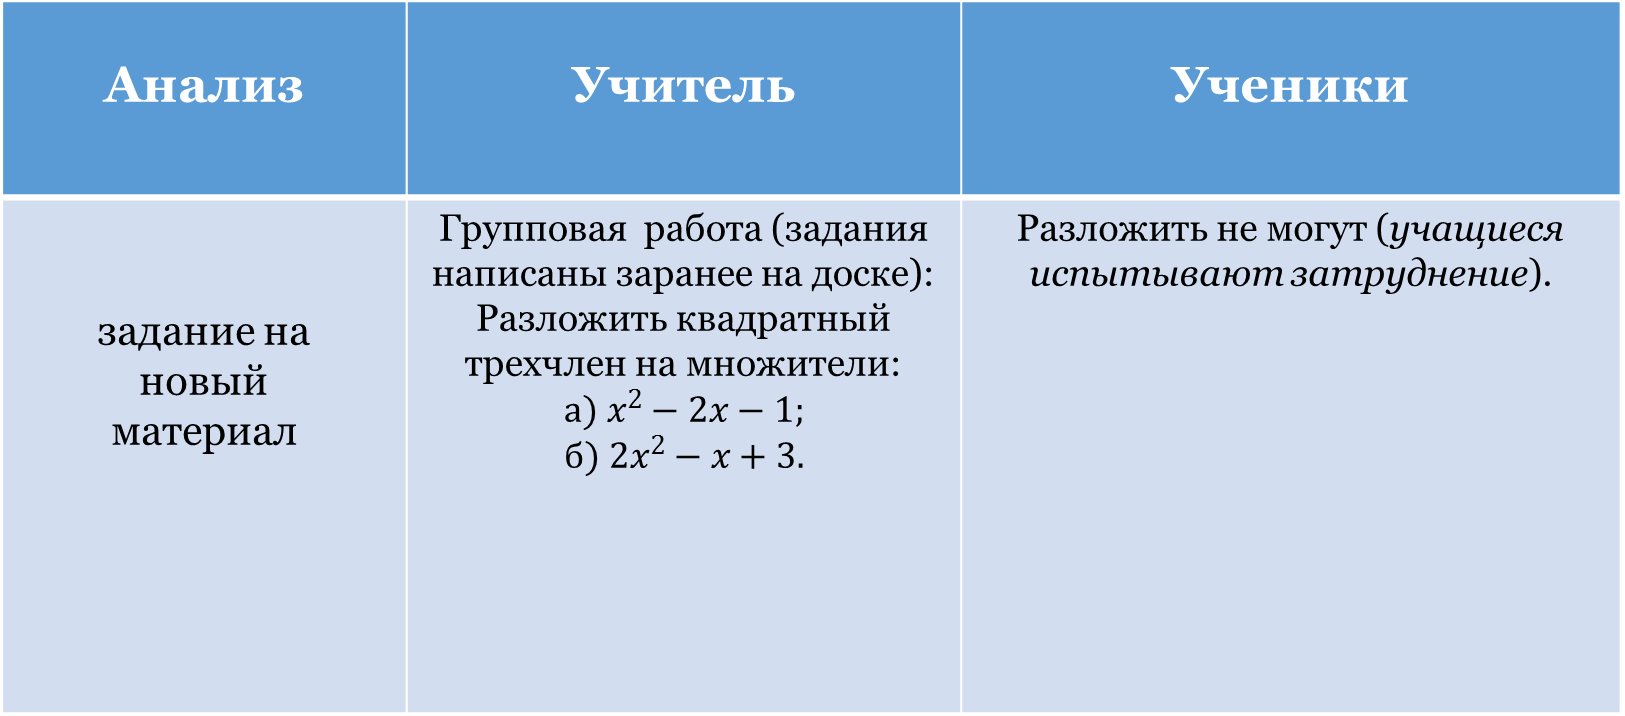 Анализ
Учитель
Ученики
задание на
новый
материал
Групповая  работа (задания
написаны заранее на доске):
Разложить квадратный
трехчлен на множители:
а) x² − 2x − 1;
б) 2x² − x + 3.
Разложить не могут (учащиеся
испытывают затруднение).